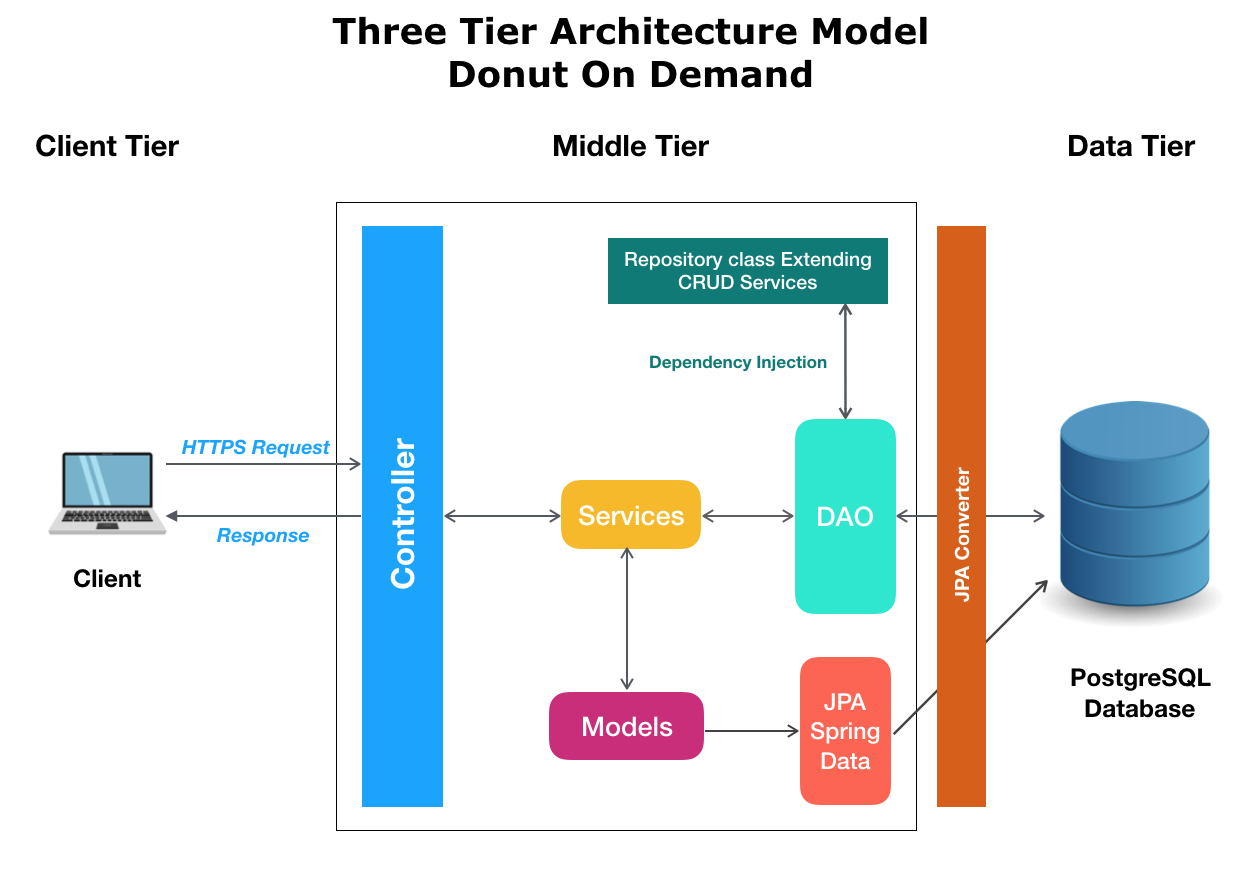 Three Tier Architecture Model
Donut On Demand
Client Tier
Middle Tier
Data Tier
Repository class Extending
CRUD Services
Dependency Injection
HTTPS Request
Response
Client
Controller
Services
DAO
JPA Converter
Models
JPA
Spring
Data
PostgreSQL
Database